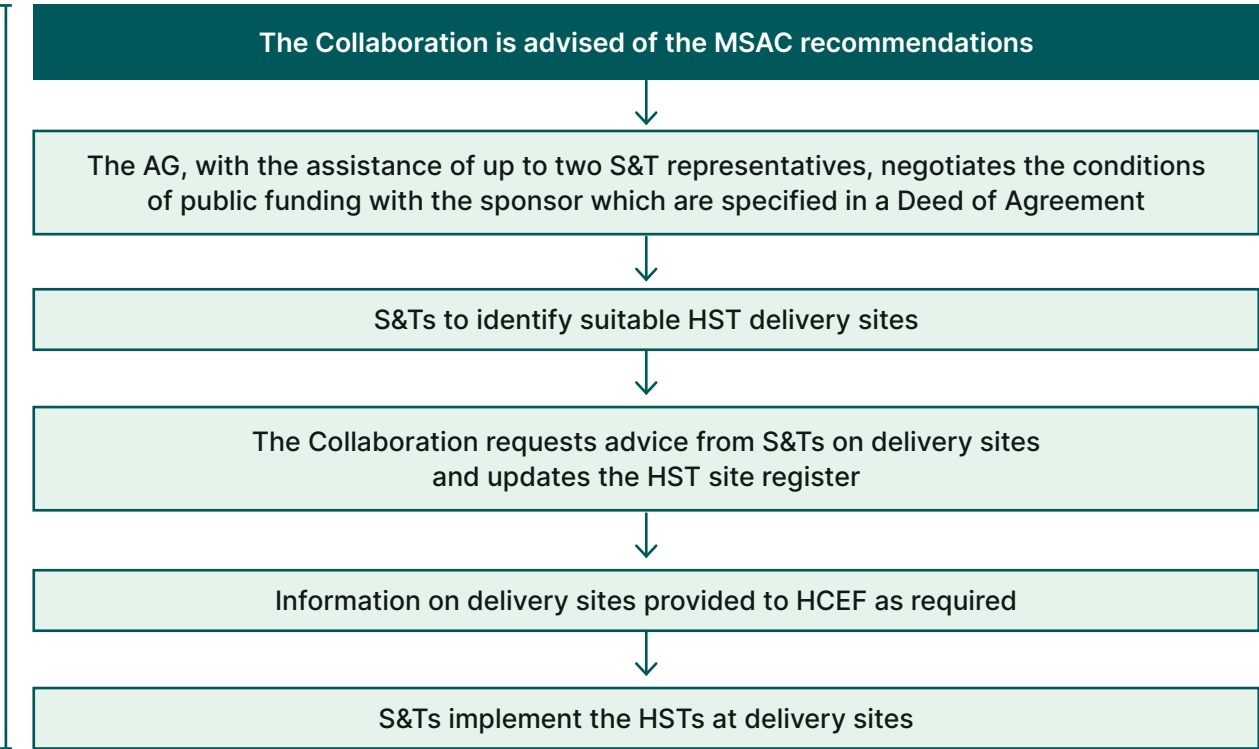 The Collaboration is advised of the MSAC recommendations
The AG, with the assistance of up to two S&T representatives, negotiates the conditions
of public funding with the sponsor which are specified in a Deed of Agreement
S&Ts to identify suitable HST delivery sites
The Collaboration requests advice from S&Ts on delivery sites
and updates the HST site register
Information on delivery sites provided to HCEF as required
S&Ts implement the HSTs at delivery sites